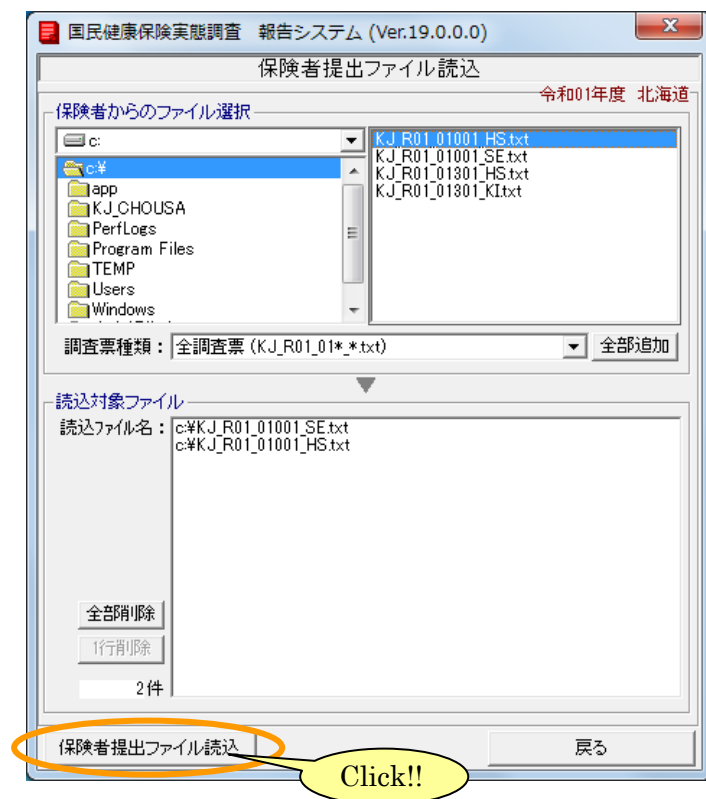 国民健康保険実態調査 報告システム (Ver.19.0.0.0)
保険者提出ファイル読込
令和01年度 北海道
保険者からのファイル選択
c:
c:¥
app
KJ_CHOUSA
PerfLogs
Program Files
TEMP
Users
Windows
KJ_R01_01001_HS.txt
KJ_R01_01001_SE.txt
KJ_R01_01301_HS.txt
KJ_R01_01301_KI.txt
調査票種類： 全調査票 (KJ_R01_01*_*.txt) 全部追加
読込対象ファイル
読込ファイル名： c:¥KJ_R01_01001_SE.txt
c:¥KJ_R01_01001_HS.txt
全部削除
1行削除
2件
保険者提出ファイル読込 戻る
Click!!